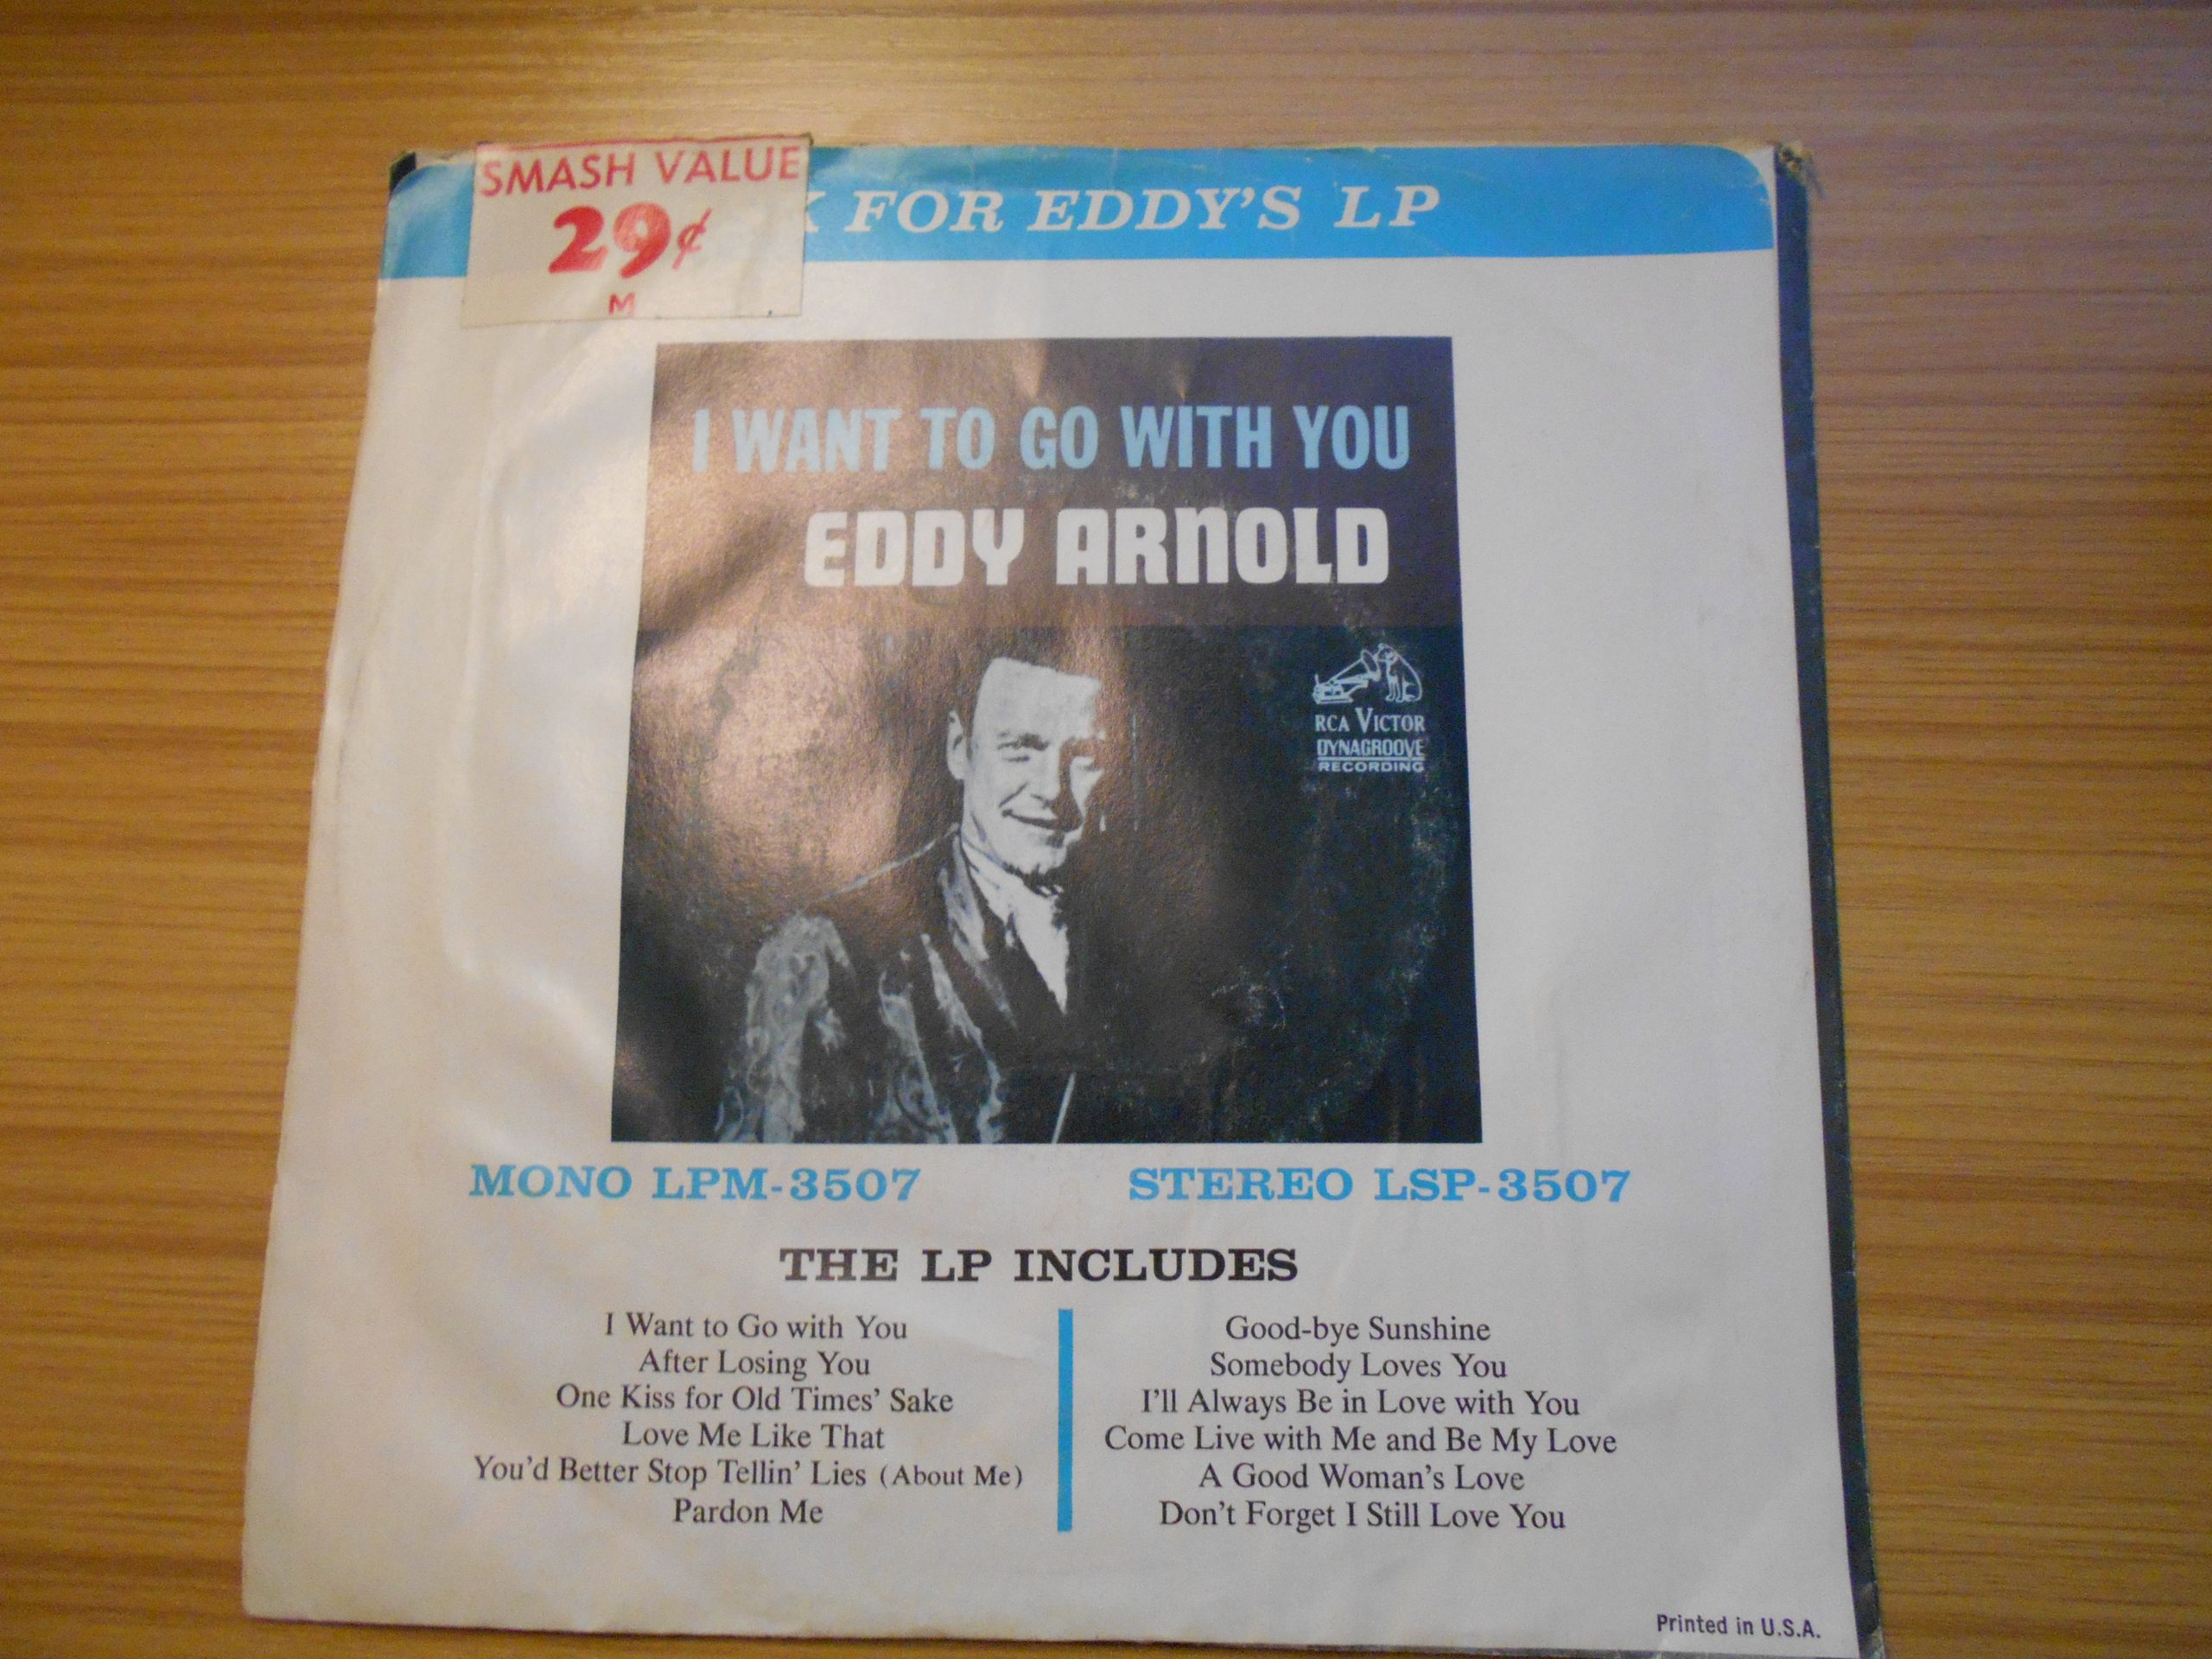 SMASH VALUE
29¢
M
FOR EDDY'S LP
I WANT TO GO WITH YOU
EDDY ARNOLD
RCA VICTOR
DYNAGROOVE
RECORDING
MONO LPM-3507
STEREO LSP-3507
THE LP INCLUDES
I Want to Go with You
After Losing You
One Kiss for Old Times' Sake
Love Me Like That
You'd Better Stop Tellin' Lies (About Me)
Pardon Me
Good-bye Sunshine
Somebody Loves You
I'll Always Be in Love with You
Come Live with Me and Be My Love
A Good Woman's Love
Don't Forget I Still Love You
Printed in U.S.A.